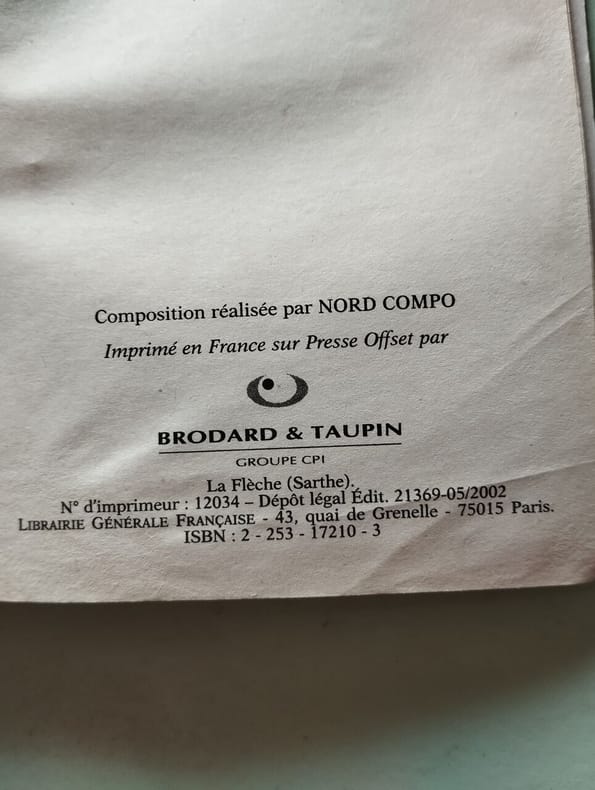 Composition réalisée par NORD COMPO
Imprimé en France sur Presse Offset par
BRODARD & TAUPIN
GROUPE CPI
La Flèche (Sarthe).
N° d'imprimeur : 12034 – Dépôt légal Édit. 21369-05/2002
LIBRAIRIE GÉNÉRALE FRANÇAISE - 43, quai de Grenelle - 75015 Paris.
ISBN : 2 - 253 - 17210 - 3